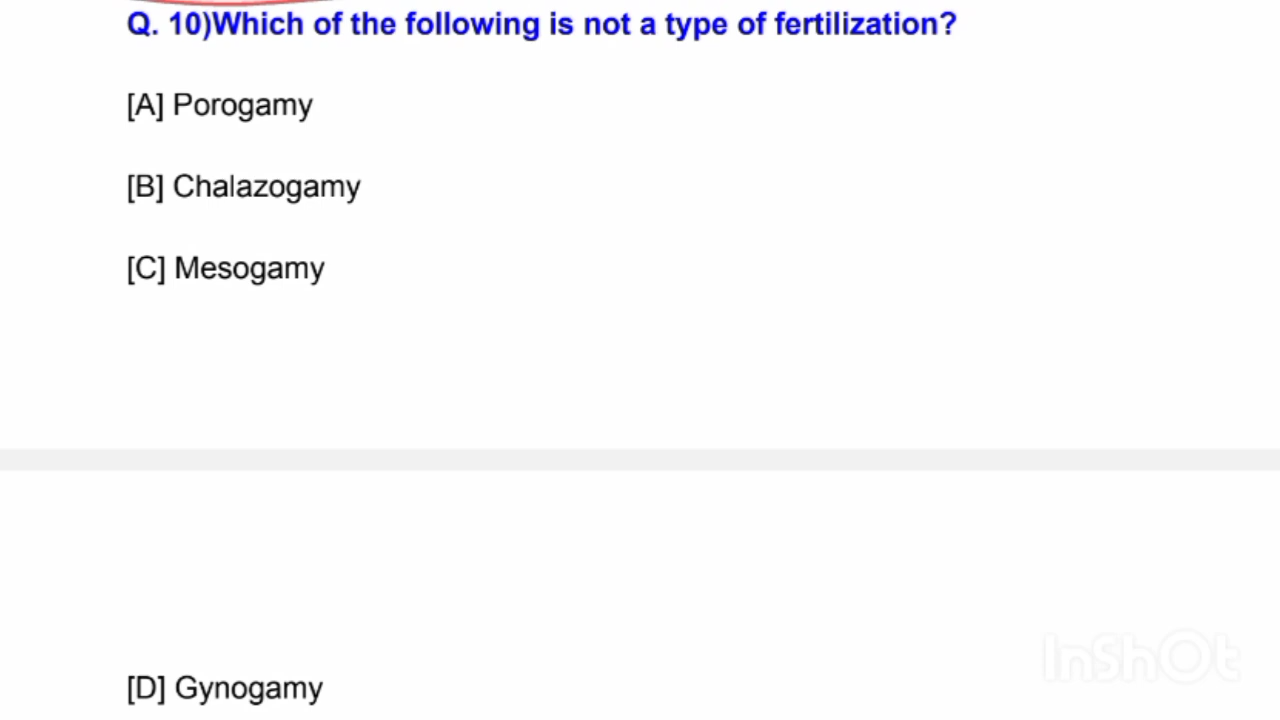 Q. 10)Which of the following is not a type of fertilization?
[A] Porogamy
[B] Chalazogamy
[C] Mesogamy
InShOt
[D] Gynogamy